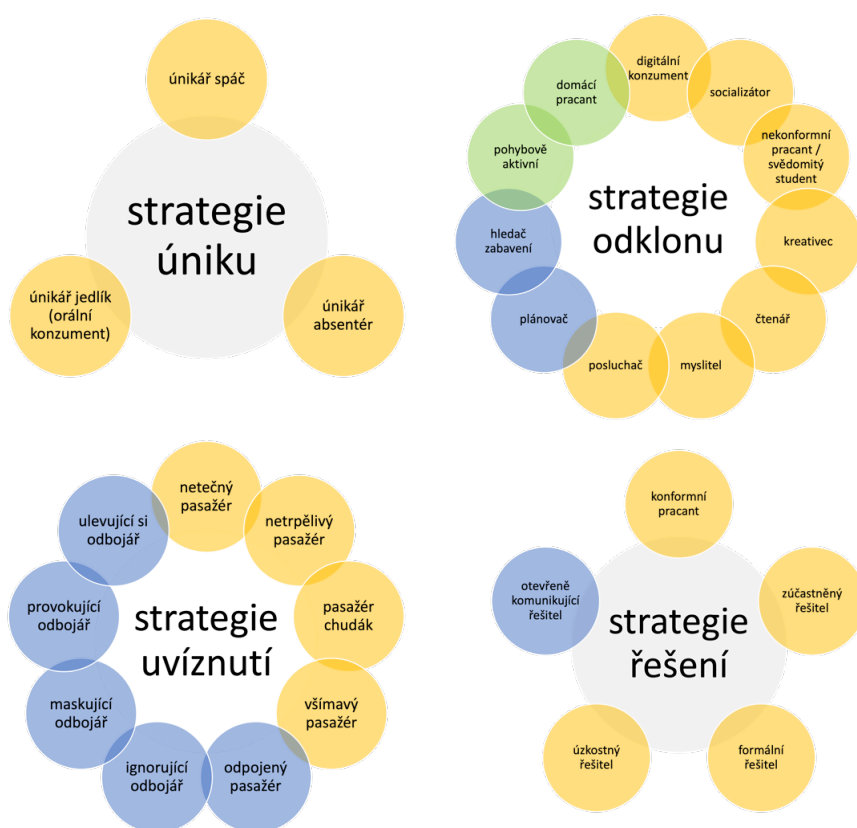 únikář spáč
strategie
úniku
únikář jedlík
(orální
konzument)
únikář
absentér
digitální
konzument
socializátor
nekonformní
pracant /
svědomitý
student
kreativec
čtenář
myslitel
posluchač
plánovač
hledač
zabavení
pohybově
aktivní
domácí
pracant
strategie
odklonu
netečný
pasažér
netrpělivý
pasažér
pasažér
chudák
všímavý
pasažér
odpojený
pasažér
ignorující
odbojář
maskující
odbojář
provokující
odbojář
ulevující si
odbojář
strategie
uvíznutí
konformní
pracant
zúčastněný
řešitel
formální
řešitel
úzkostný
řešitel
otevřeně
komunikující
řešitel
strategie
řešení